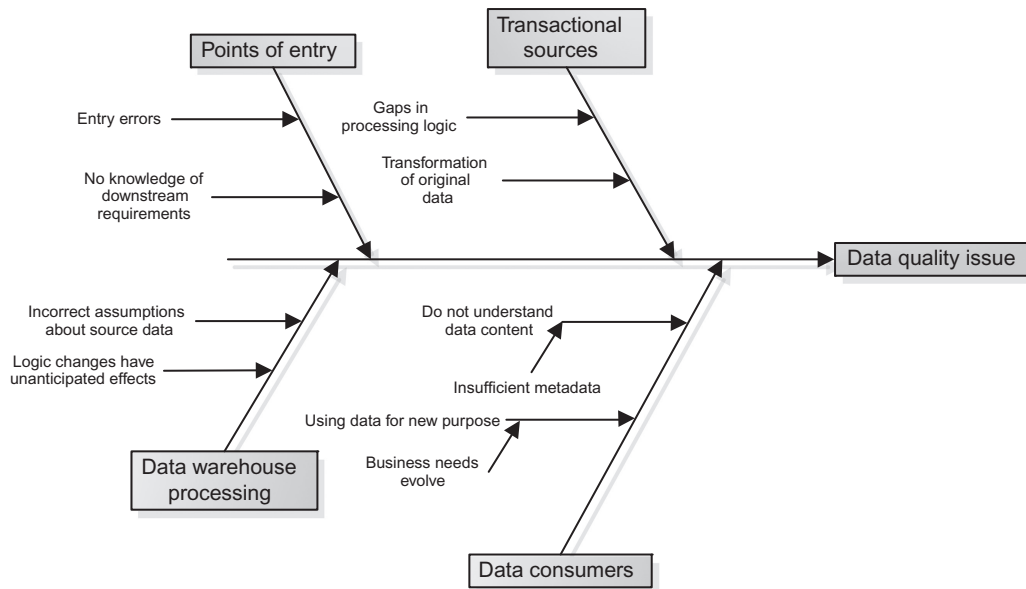 Points of entry
Transactional
sources
Entry errors
Gaps in
processing logic
No knowledge of
downstream
requirements
Transformation
of original
data
Data quality issue
Incorrect assumptions
about source data
Do not understand
data content
Logic changes have
unanticipated effects
Insufficient metadata
Using data for new purpose
Business needs
evolve
Data warehouse
processing
Data consumers